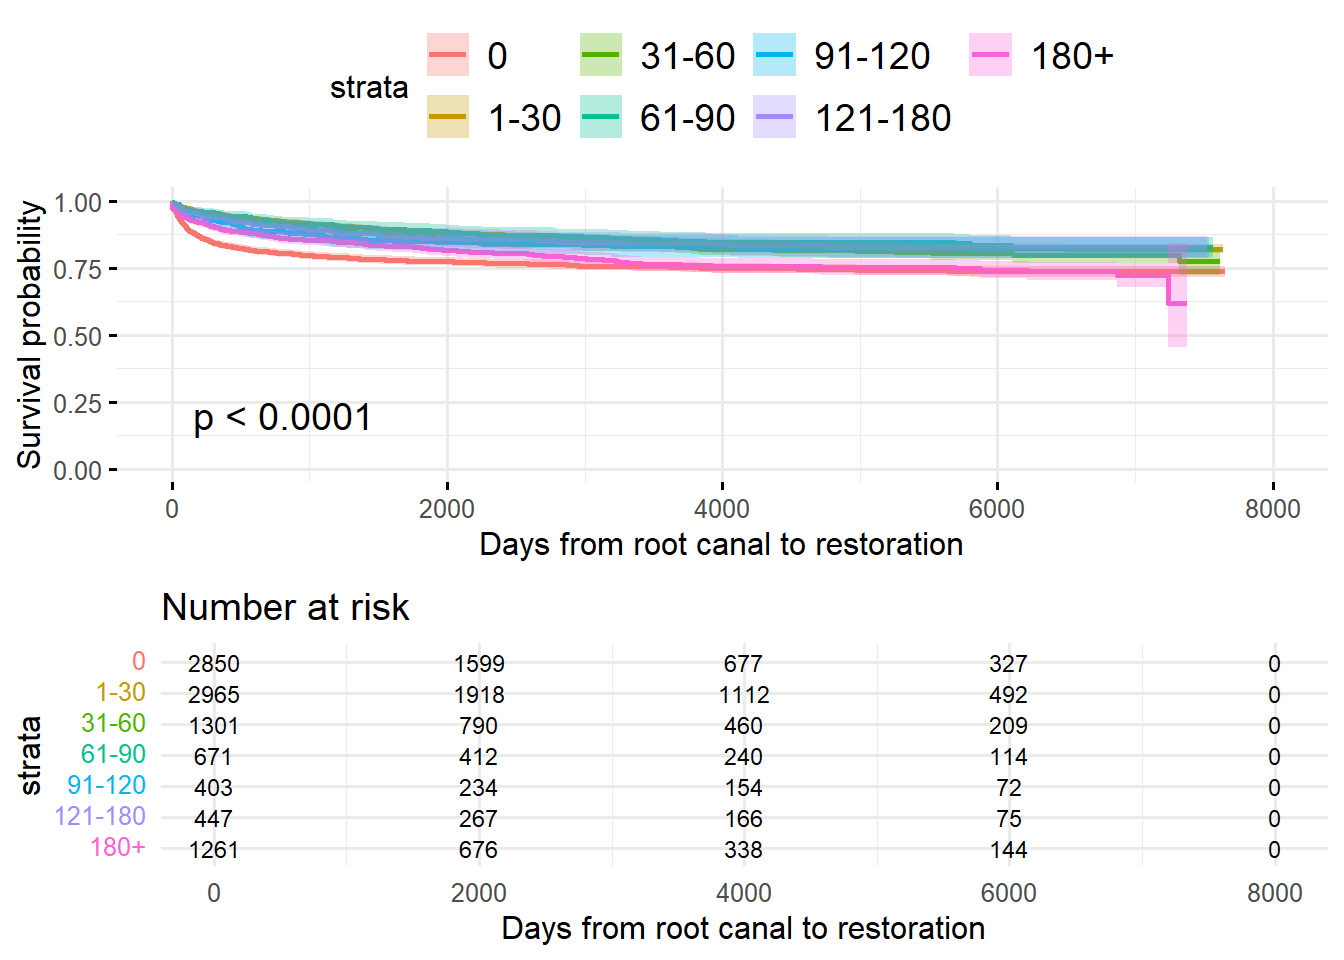 strata
0 31-60 91-120 180+
1-30 61-90 121-180
Survival probability
1.00
0.75
0.50
0.25
0.00
p < 0.0001
0 2000 4000 6000 8000
Days from root canal to restoration
Number at risk
strata
0 2850 1599 677 327 0
1-30 2965 1918 1112 492 0
31-60 1301 790 460 209 0
61-90 671 412 240 114 0
91-120 403 234 154 72 0
121-180 447 267 166 75 0
180+ 1261 676 338 144 0
0 2000 4000 6000 8000
Days from root canal to restoration